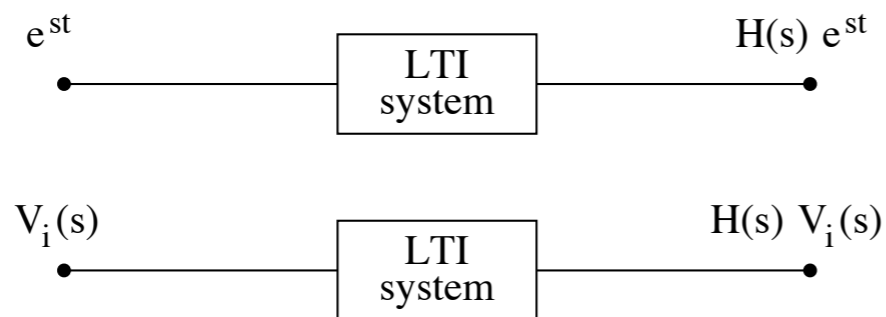 e^st
H(s) e^st
LTI
system
V_i(s)
H(s) V_i(s)
LTI
system